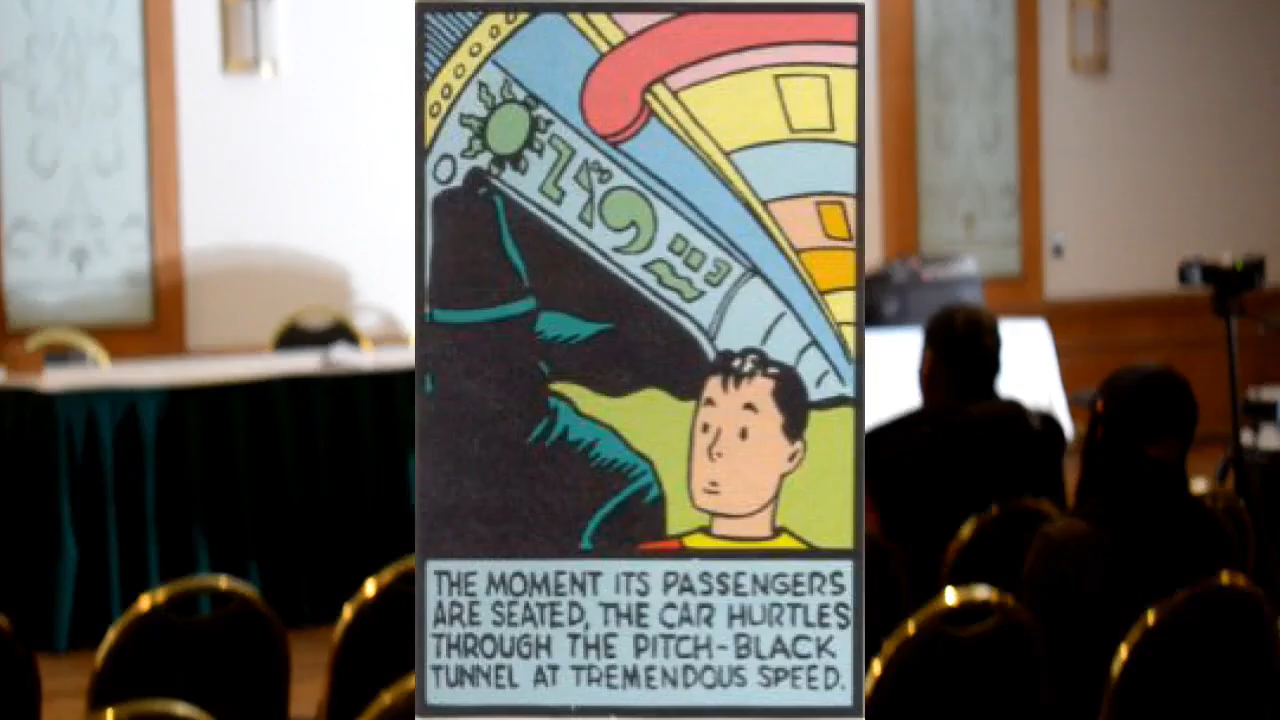 THE MOMENT ITS PASSENGERS
ARE SEATED, THE CAR HURTLES
THROUGH THE PITCH-BLACK
TUNNEL AT TREMENDOUS SPEED.